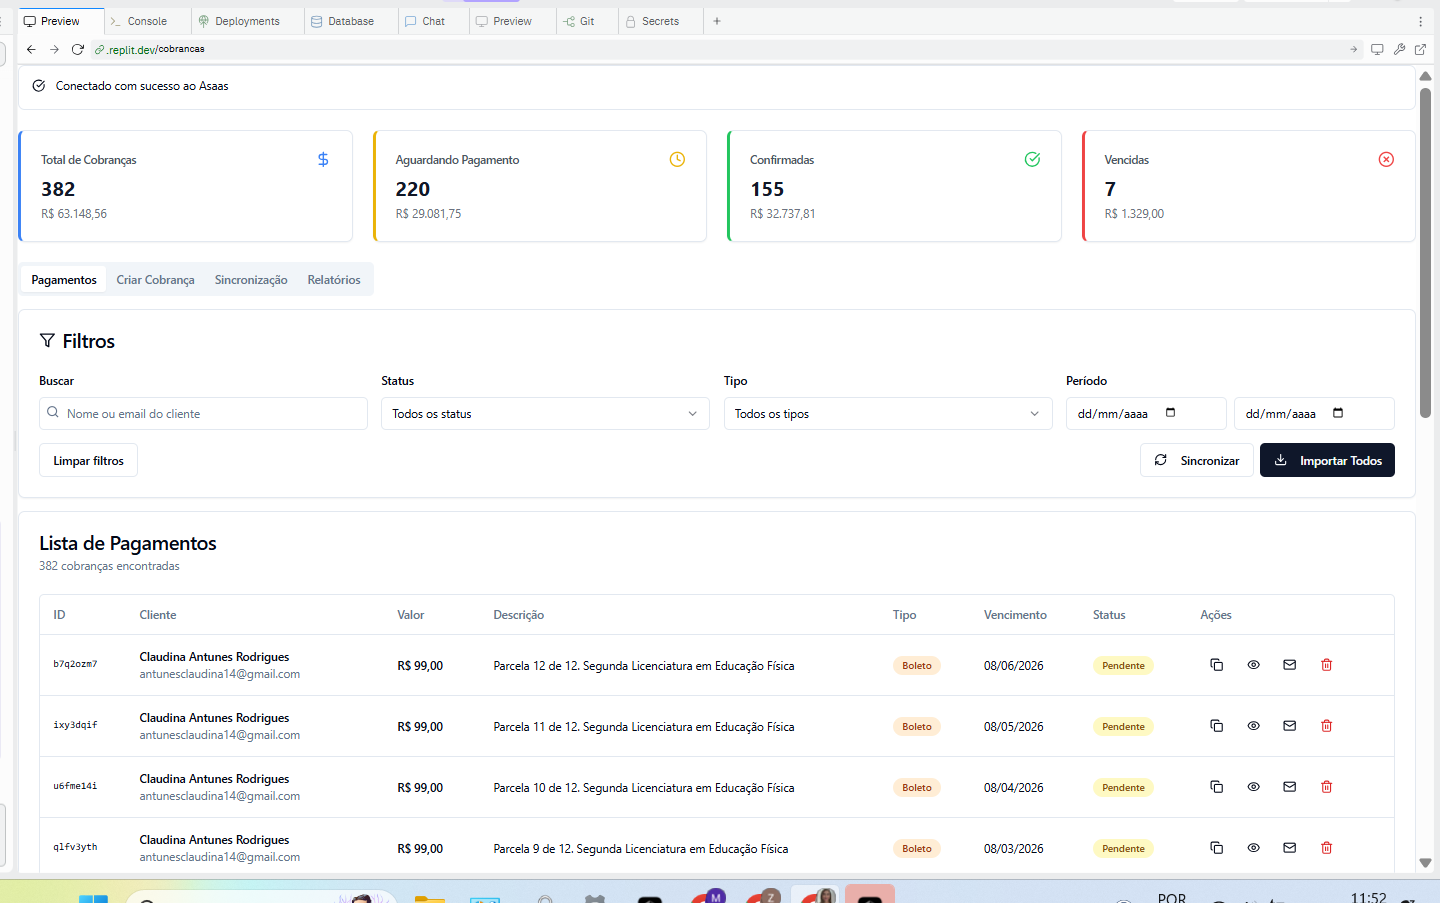 Preview Console Deployments Database Chat Preview Git Secrets +
.replit.dev/cobrancas
Conectado com sucesso ao Asaas
Total de Cobranças
382
R$ 63.148,56
Aguardando Pagamento
220
R$ 29.081,75
Confirmadas
155
R$ 32.737,81
Vencidas
7
R$ 1.329,00
Pagamentos Criar Cobrança Sincronização Relatórios
Filtros
Buscar Status Tipo Período
Nome ou email do cliente Todos os status Todos os tipos dd/mm/aaaa dd/mm/aaaa
Limpar filtros Sincronizar Importar Todos
Lista de Pagamentos
382 cobranças encontradas
ID Cliente Valor Descrição Tipo Vencimento Status Ações
b7q2ozm7 Claudina Antunes Rodrigues R$ 99,00 Parcela 12 de 12. Segunda Licenciatura em Educação Física Boleto 08/06/2026 Pendente
antunesclaudina14@gmail.com
ixy3dqif Claudina Antunes Rodrigues R$ 99,00 Parcela 11 de 12. Segunda Licenciatura em Educação Física Boleto 08/05/2026 Pendente
antunesclaudina14@gmail.com
u6fme14i Claudina Antunes Rodrigues R$ 99,00 Parcela 10 de 12. Segunda Licenciatura em Educação Física Boleto 08/04/2026 Pendente
antunesclaudina14@gmail.com
qlfv3yth Claudina Antunes Rodrigues R$ 99,00 Parcela 9 de 12. Segunda Licenciatura em Educação Física Boleto 08/03/2026 Pendente
antunesclaudina14@gmail.com
M Z POR 11:52